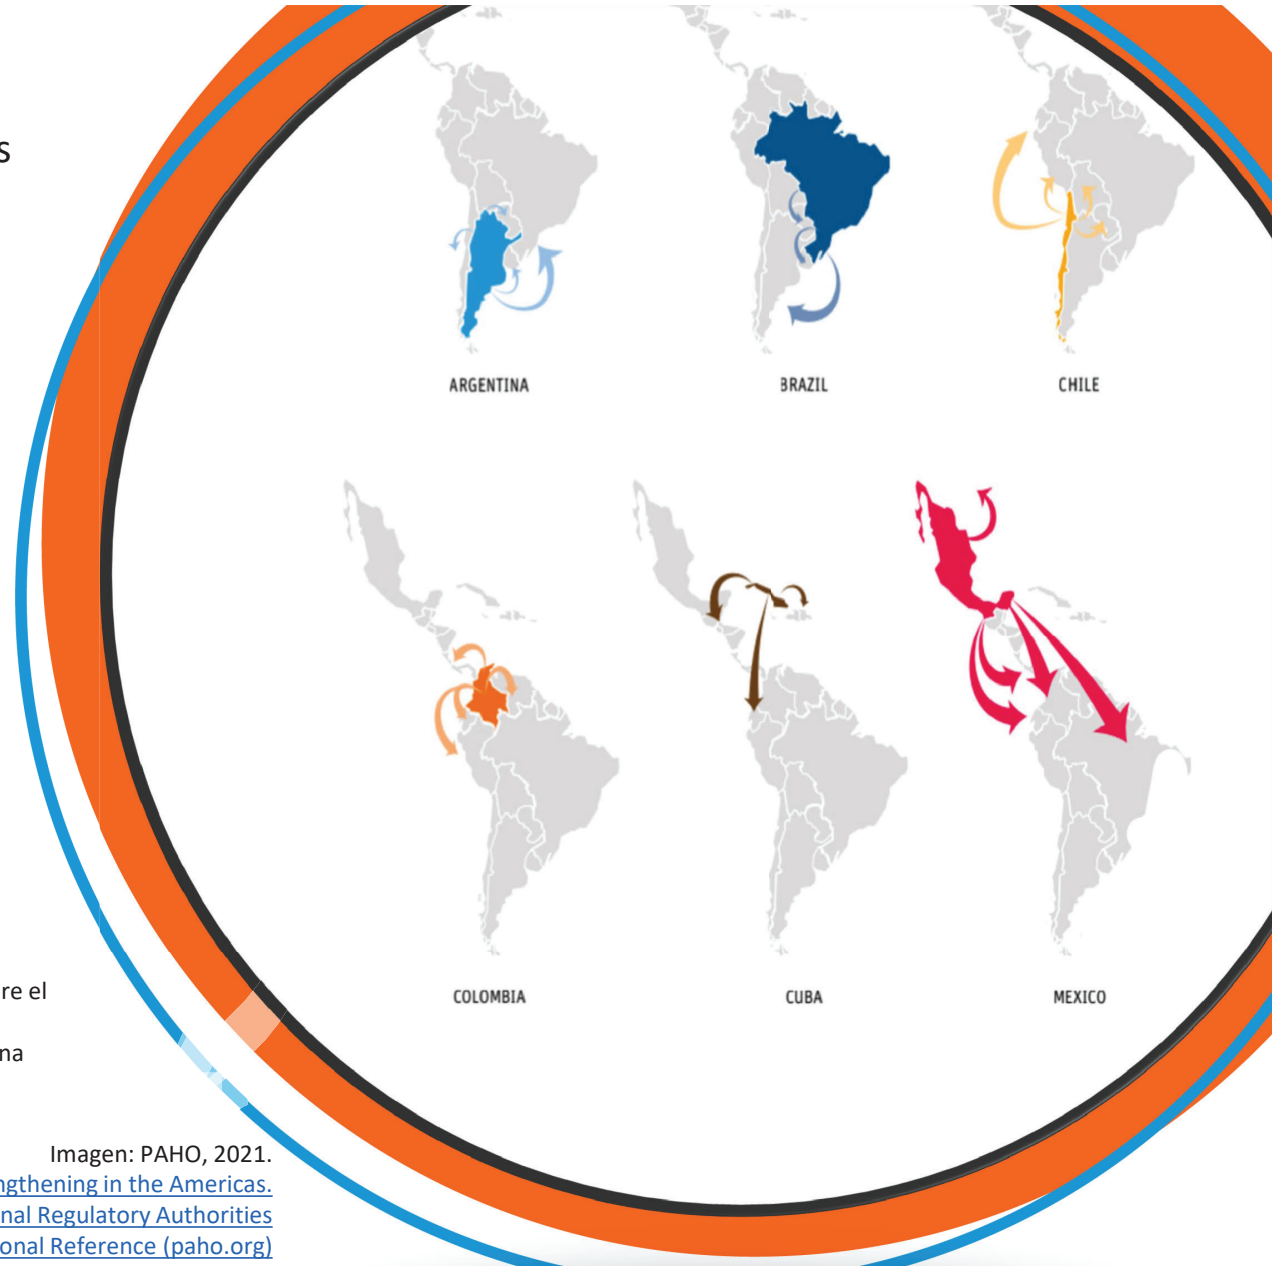 s
ARGENTINA
BRAZIL
CHILE
COLOMBIA
CUBA
MEXICO
re el
na
Imagen: PAHO, 2021.
ngthening in the Americas.
nal Regulatory Authorities
onal Reference (paho.org)